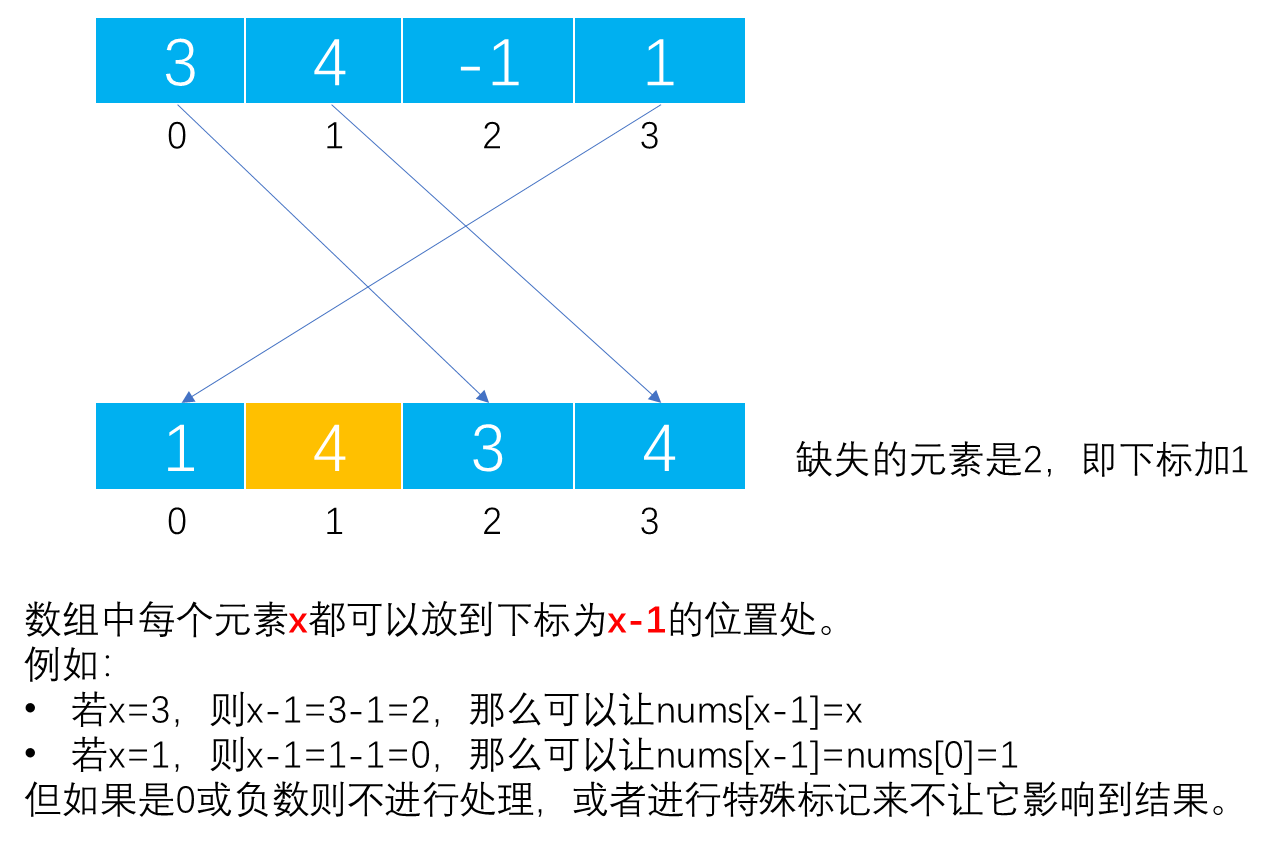 3 4 -1 1
0 1 2 3
1 4 3 4
缺失的元素是2，即下标加1
0 1 2 3
数组中每个元素x都可以放到下标为x-1的位置处。
例如：
• 若x=3，则x-1=3-1=2，那么可以让nums[x-1]=x
• 若x=1，则x-1=1-1=0，那么可以让nums[x-1]=nums[0]=1
但如果是0或负数则不进行处理，或者进行特殊标记来不让它影响到结果。